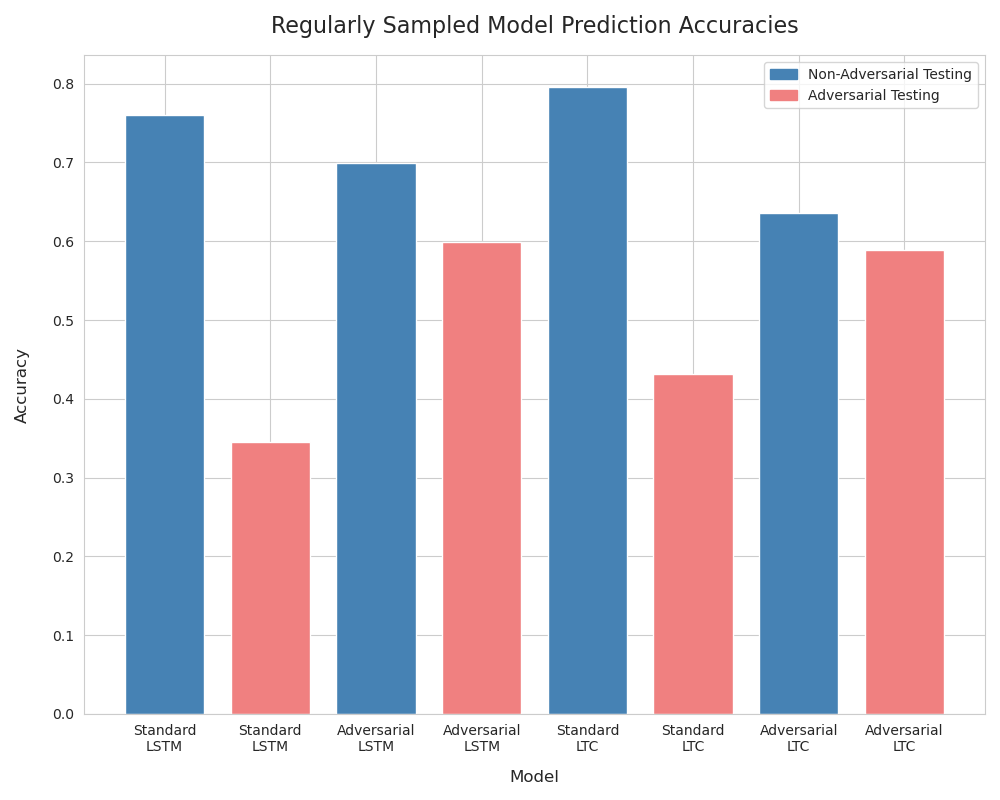 Regularly Sampled Model Prediction Accuracies
Non-Adversarial Testing
Adversarial Testing
Accuracy
0.8
0.7
0.6
0.5
0.4
0.3
0.2
0.1
0.0
Standard LSTM
Standard LSTM
Adversarial LSTM
Adversarial LSTM
Standard LTC
Standard LTC
Adversarial LTC
Adversarial LTC
Model